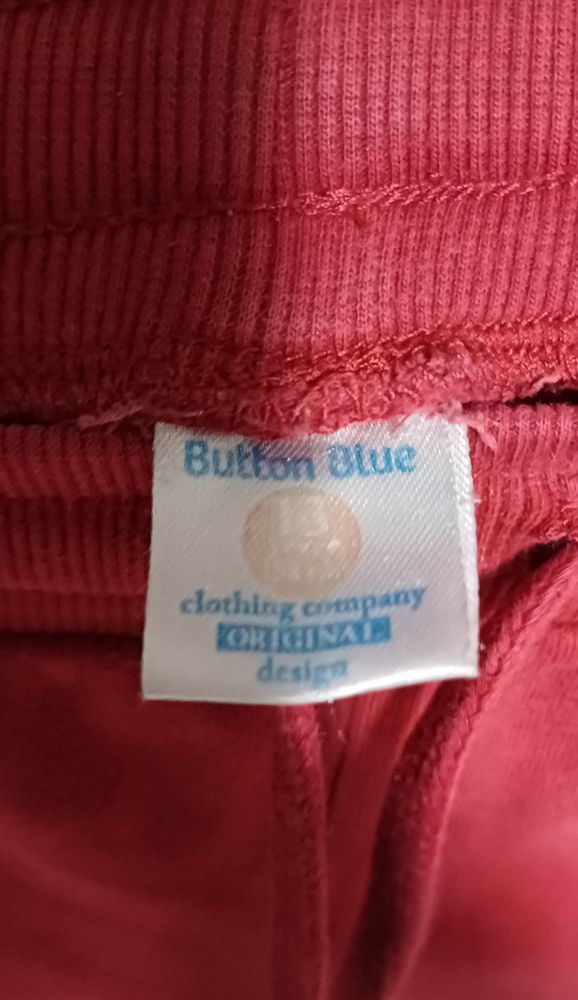 Button Blue
clothing company
ORIGINAL
design